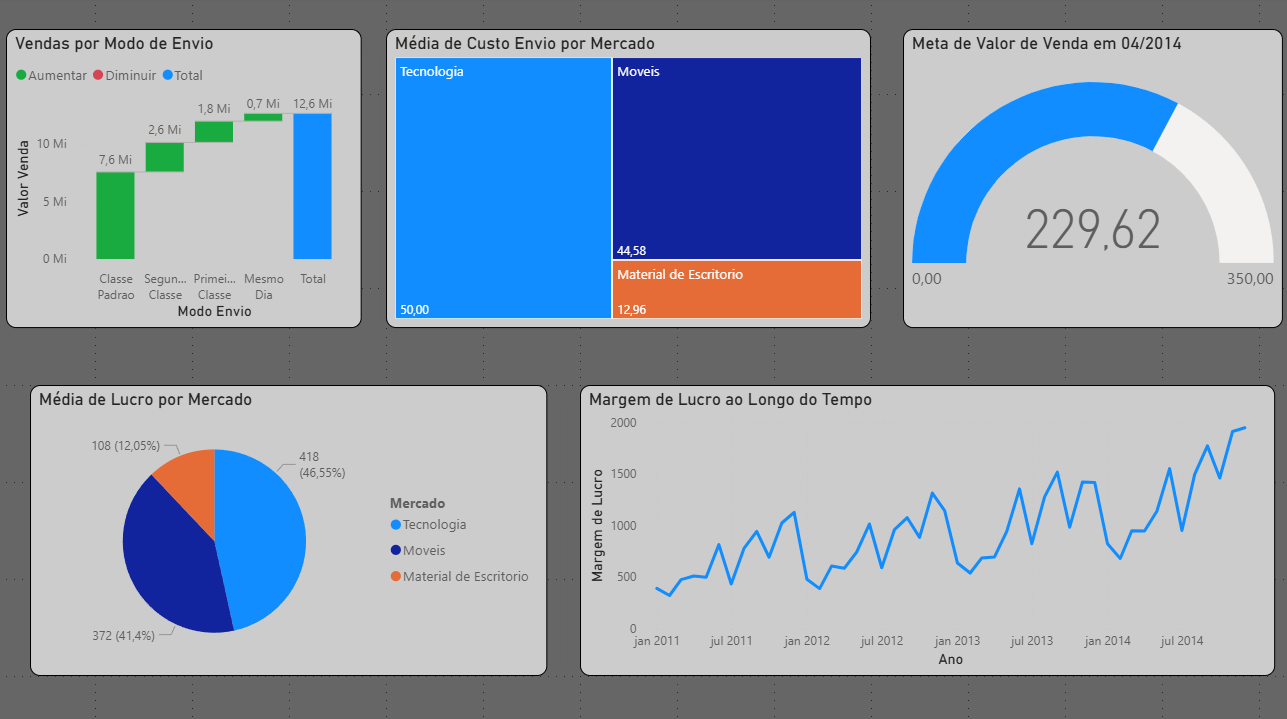 Vendas por Modo de Envio
Aumentar Diminuir Total
Valor Venda
10 Mi
5 Mi
0 Mi
7,6 Mi
2,6 Mi
1,8 Mi
0,7 Mi
12,6 Mi
Classe Padrao
Segun... Classe
Primei... Classe
Mesmo Dia
Total
Modo Envio
Média de Custo Envio por Mercado
Tecnologia
50,00
Moveis
44,58
Material de Escritorio
12,96
Meta de Valor de Venda em 04/2014
229,62
0,00
350,00
Média de Lucro por Mercado
108 (12,05%)
418
(46,55%)
372 (41,4%)
Mercado
Tecnologia
Moveis
Material de Escritorio
Margem de Lucro ao Longo do Tempo
Margem de Lucro
2000
1500
1000
500
0
jan 2011
jul 2011
jan 2012
jul 2012
jan 2013
jul 2013
jan 2014
jul 2014
Ano